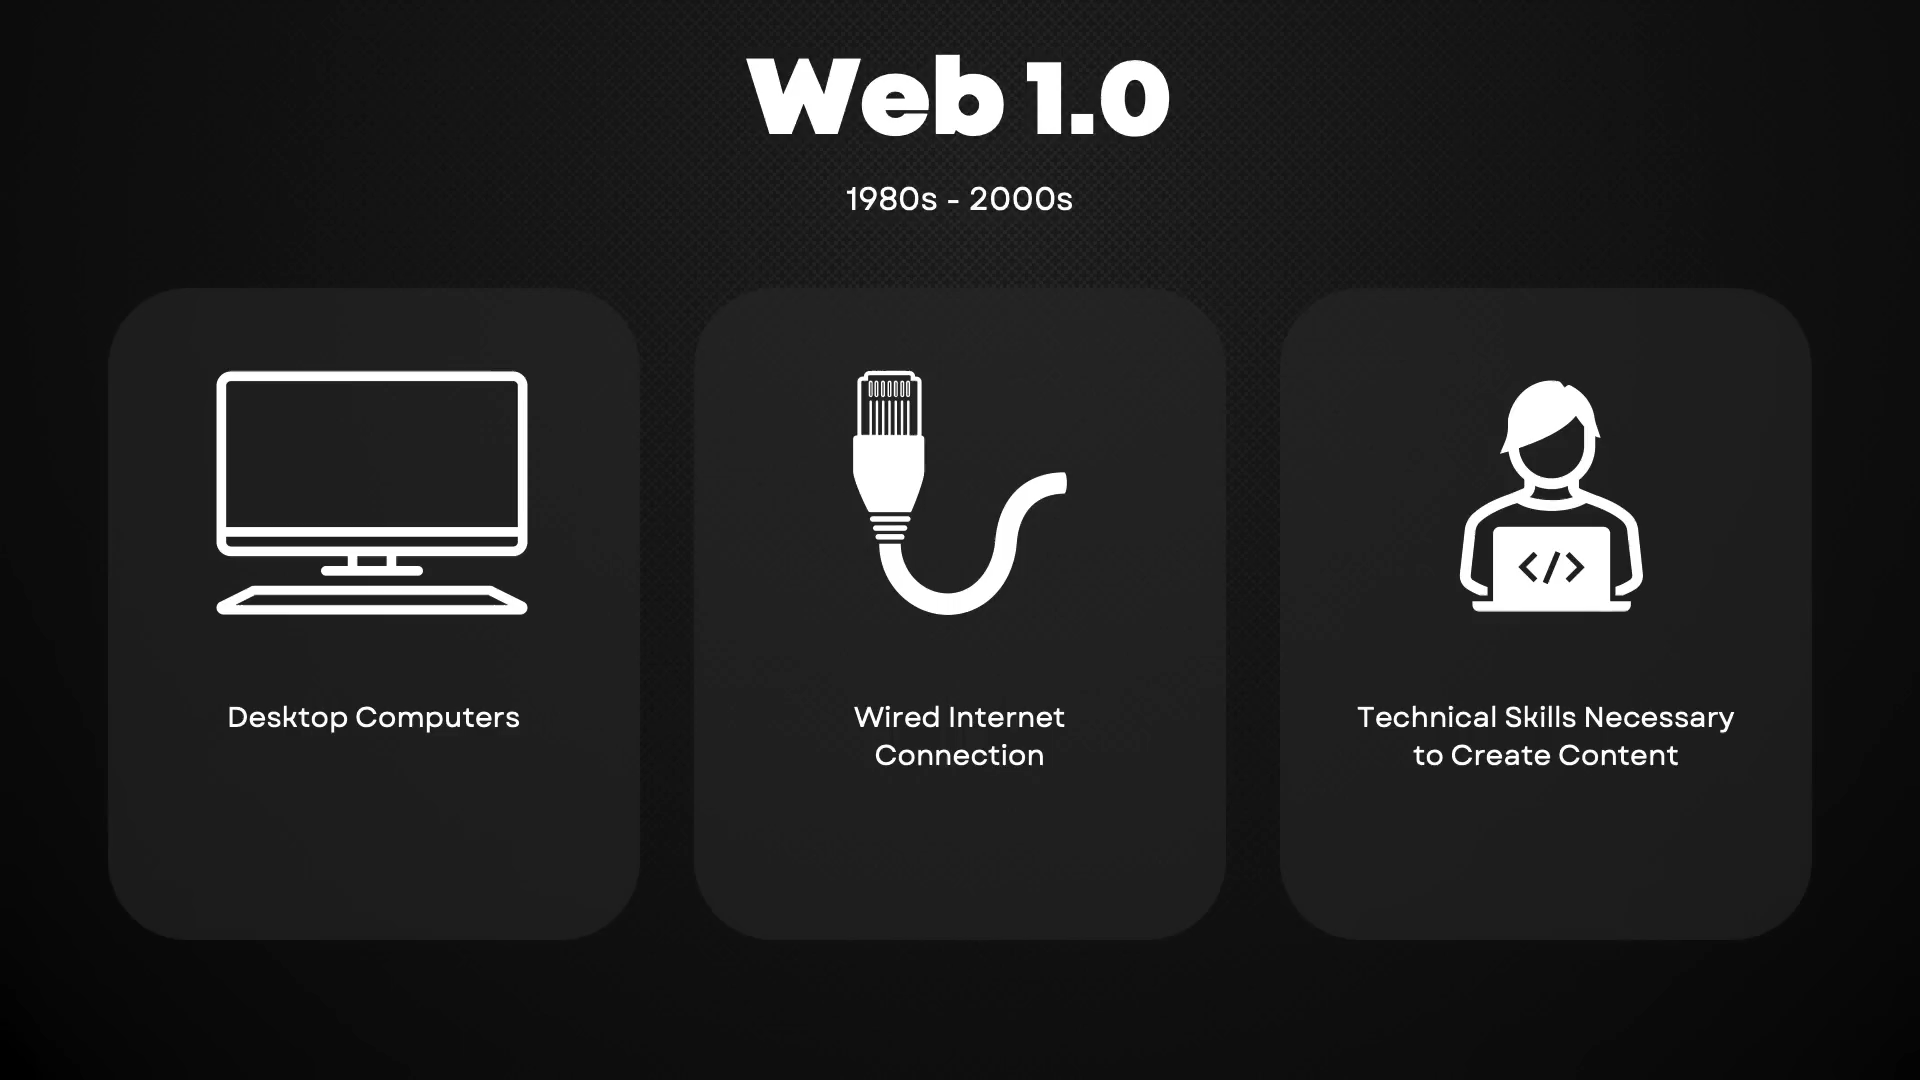 Web 1.0
1980s - 2000s
Desktop Computers
Wired Internet
Connection
</>
Technical Skills Necessary
to Create Content